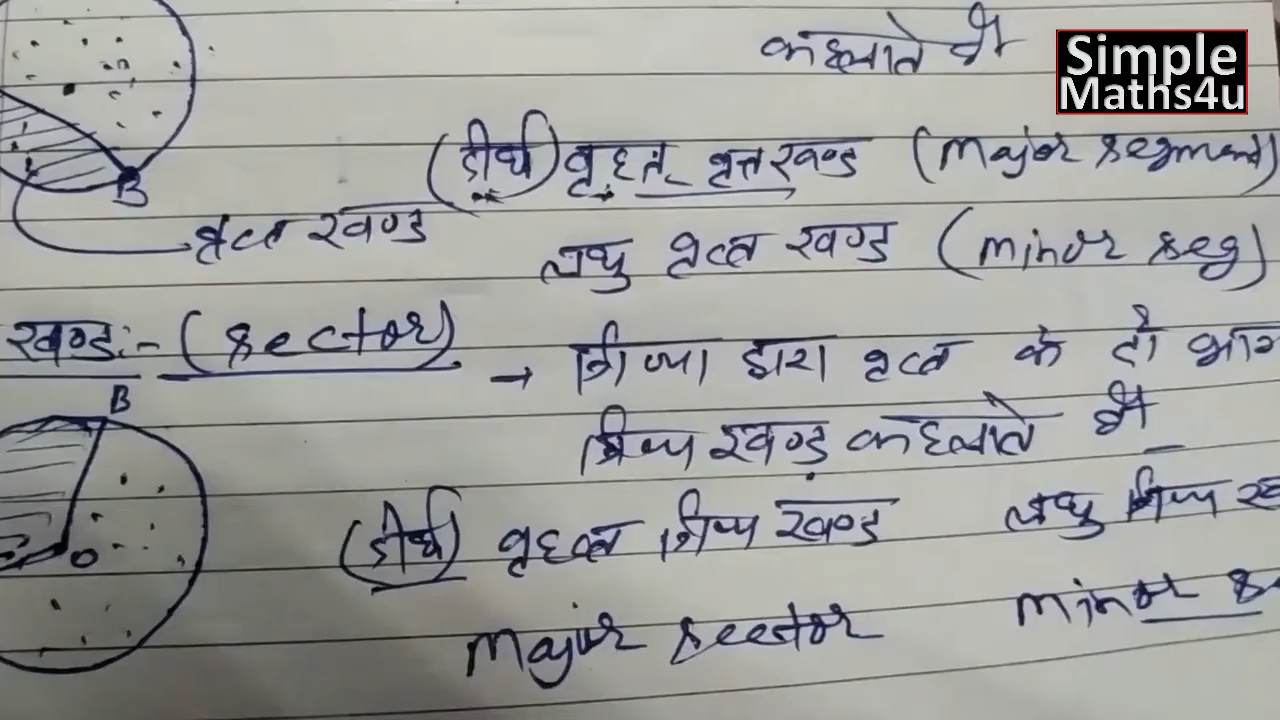 कहलाते हैं
Simple
Maths4u
(दीर्घ) वृहत् वृत्तखण्ड (Major segment)
B
वृत्त खण्ड
लघु वृत्त खण्ड (minor seg)
खण्ड:- (sector)
→ त्रिज्या द्वारा वृत्त के दो भाग
B
त्रिज्य खण्ड कहलाते हैं
(दीर्घ) वृहत्त त्रिज्य खण्ड लघु त्रिज्य
O
Major sector minor